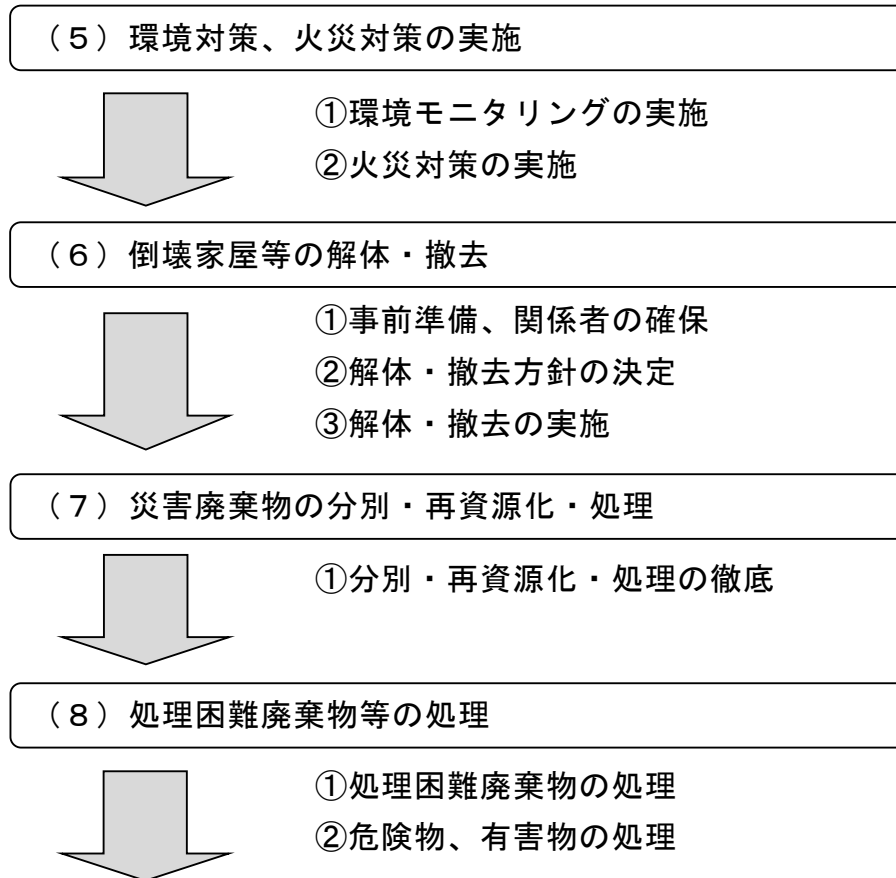 （５）環境対策、火災対策の実施
①環境モニタリングの実施
②火災対策の実施
（６）倒壊家屋等の解体・撤去
①事前準備、関係者の確保
②解体・撤去方針の決定
③解体・撤去の実施
（７）災害廃棄物の分別・再資源化・処理
①分別・再資源化・処理の徹底
（８）処理困難廃棄物等の処理
①処理困難廃棄物の処理
②危険物、有害物の処理